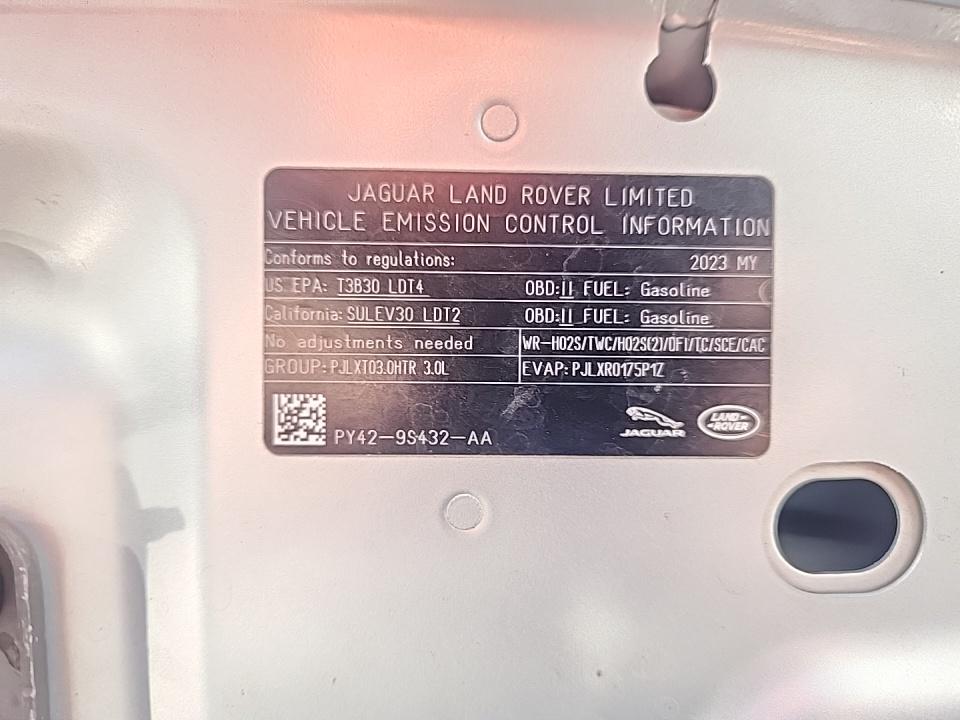 JAGUAR LAND ROVER LIMITED
VEHICLE EMISSION CONTROL INFORMATION
Conforms to regulations: 2023 MY
US EPA: T3B30 LDT4 OBD:II FUEL: Gasoline
California: SULEV30 LDT2 OBD:II FUEL: Gasoline
No adjustments needed WR-HO2S/TWC/HO2S(2)/DFI/TC/SCE/CAC
GROUP: PJLXT03.0HTR 3.0L EVAP: PJLXR0175P1Z
PY42-9S432-AA
JAGUAR
LAND-
-ROVER